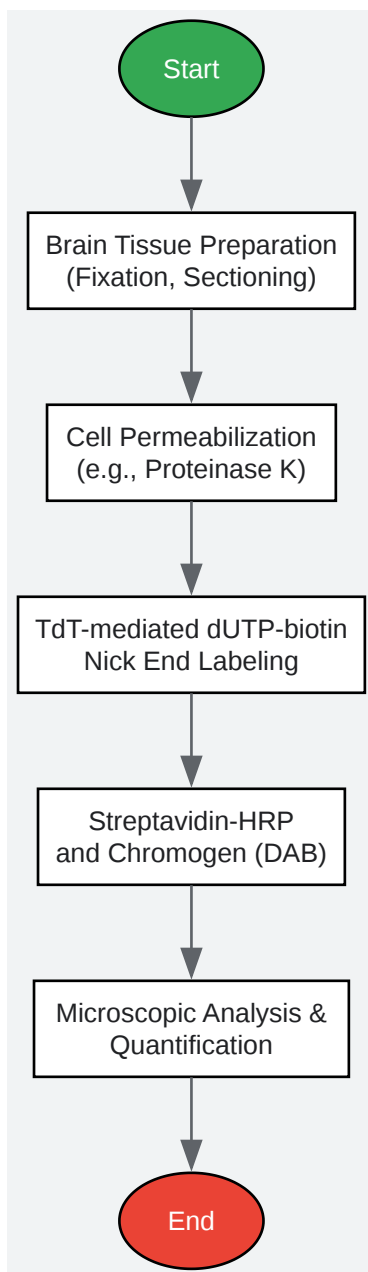 Start
Brain Tissue Preparation
(Fixation, Sectioning)
Cell Permeabilization
(e.g., Proteinase K)
TdT-mediated dUTP-biotin
Nick End Labeling
Streptavidin-HRP
and Chromogen (DAB)
Microscopic Analysis &
Quantification
End